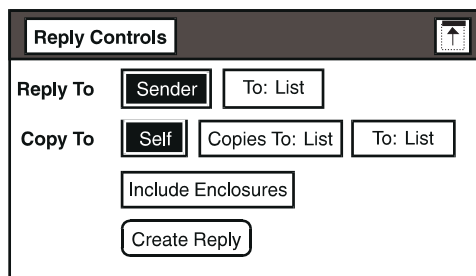 Reply Controls
Reply To Sender To: List
Copy To Self Copies To: List To: List
Include Enclosures
Create Reply